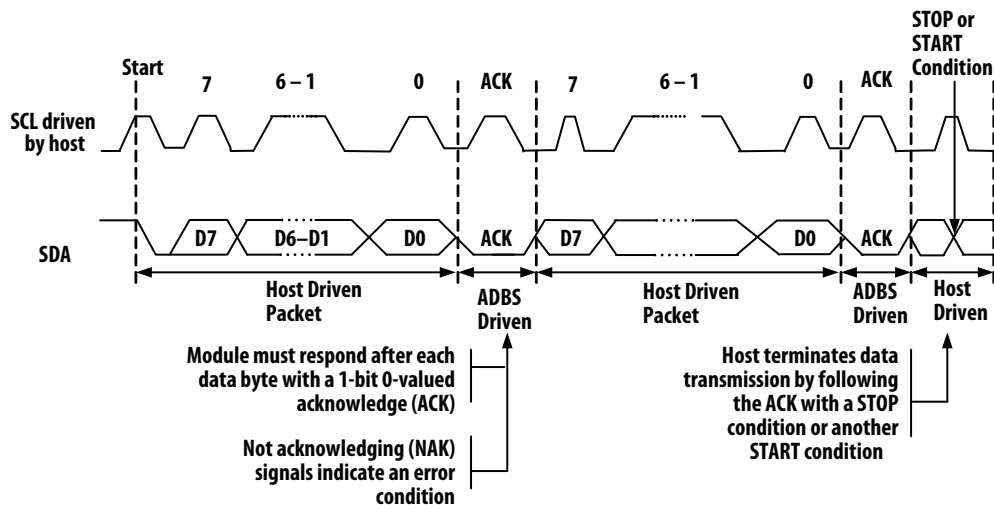 STOP or
START
Condition
Start
7 6 – 1 0 ACK 7 6 – 1 0 ACK
SCL driven
by host
SDA
D7 D6–D1 D0 ACK D7 D0 ACK
Host Driven
Packet
ADBS
Driven
Host Driven
Packet
ADBS
Driven
Host
Driven
Module must respond after each
data byte with a 1-bit 0-valued
acknowledge (ACK)
Not acknowledging (NAK)
signals indicate an error
condition
Host terminates data
transmission by following
the ACK with a STOP
condition or another
START condition